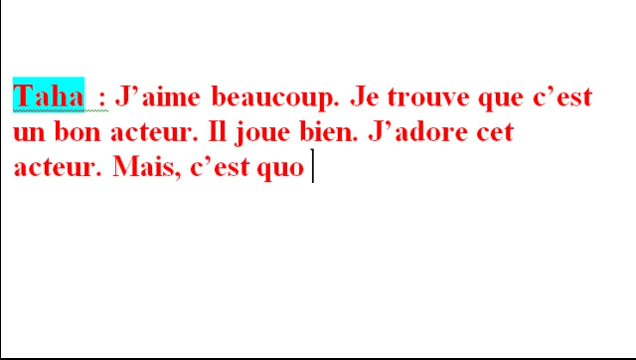 Taha : J’aime beaucoup. Je trouve que c’est
un bon acteur. Il joue bien. J’adore cet
acteur. Mais, c’est quo